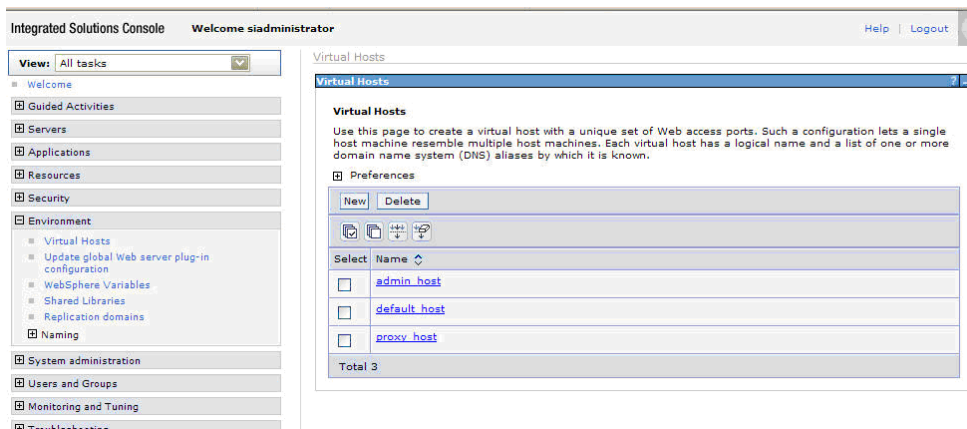 Integrated Solutions Console Welcome siadministrator
Help | Logout
View: All tasks
Welcome
Guided Activities
Servers
Applications
Resources
Security
Environment
Virtual Hosts
Update global Web server plug-in
configuration
WebSphere Variables
Shared Libraries
Replication domains
Naming
System administration
Users and Groups
Monitoring and Tuning
Troubleshooting
Virtual Hosts
Virtual Hosts ? -
Virtual Hosts
Use this page to create a virtual host with a unique set of Web access ports. Such a configuration lets a single
host machine resemble multiple host machines. Each virtual host has a logical name and a list of one or more
domain name system (DNS) aliases by which it is known.
Preferences
New Delete
Select Name
admin_host
default_host
proxy_host
Total 3